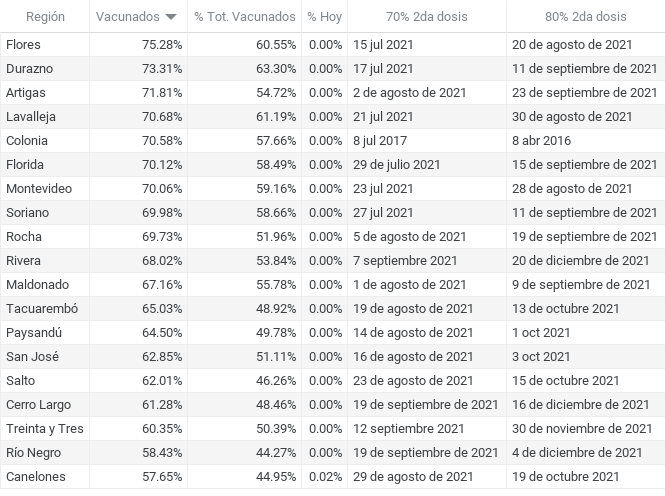 Región Vacunados % Tot. Vacunados % Hoy 70% 2da dosis 80% 2da dosis
Flores 75.28% 60.55% 0.00% 15 jul 2021 20 de agosto de 2021
Durazno 73.31% 63.30% 0.00% 17 jul 2021 11 de septiembre de 2021
Artigas 71.81% 54.72% 0.00% 2 de agosto de 2021 23 de septiembre de 2021
Lavalleja 70.68% 61.19% 0.00% 21 jul 2021 30 de agosto de 2021
Colonia 70.58% 57.66% 0.00% 8 jul 2017 8 abr 2016
Florida 70.12% 58.49% 0.00% 29 de julio 2021 15 de septiembre de 2021
Montevideo 70.06% 59.16% 0.00% 23 jul 2021 28 de agosto de 2021
Soriano 69.98% 58.66% 0.00% 27 jul 2021 11 de septiembre de 2021
Rocha 69.73% 51.96% 0.00% 5 de agosto de 2021 19 de septiembre de 2021
Rivera 68.02% 53.84% 0.00% 7 septiembre 2021 20 de diciembre de 2021
Maldonado 67.16% 55.78% 0.00% 1 de agosto de 2021 9 de septiembre de 2021
Tacuarembó 65.03% 48.92% 0.00% 19 de agosto de 2021 13 de octubre 2021
Paysandú 64.50% 49.78% 0.00% 14 de agosto de 2021 1 oct 2021
San José 62.85% 51.11% 0.00% 16 de agosto de 2021 3 oct 2021
Salto 62.01% 46.26% 0.00% 23 de agosto de 2021 15 de octubre 2021
Cerro Largo 61.28% 48.46% 0.00% 19 de septiembre de 2021 16 de diciembre de 2021
Treinta y Tres 60.35% 50.39% 0.00% 12 septiembre 2021 30 de noviembre de 2021
Río Negro 58.43% 44.27% 0.00% 19 de septiembre de 2021 4 de diciembre de 2021
Canelones 57.65% 44.95% 0.02% 29 de agosto de 2021 19 de octubre 2021